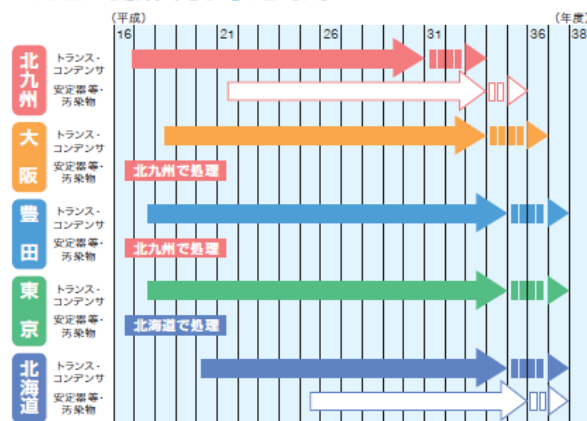 （平成）
（年度）
16 21 26 31 36 38
北九州
トランス・
コンデンサ
安定器等・
汚染物
大阪
トランス・
コンデンサ
安定器等・
汚染物
北九州で処理
豊田
トランス・
コンデンサ
安定器等・
汚染物
北九州で処理
東京
トランス・
コンデンサ
安定器等・
汚染物
北海道で処理
北海道
トランス・
コンデンサ
安定器等・
汚染物